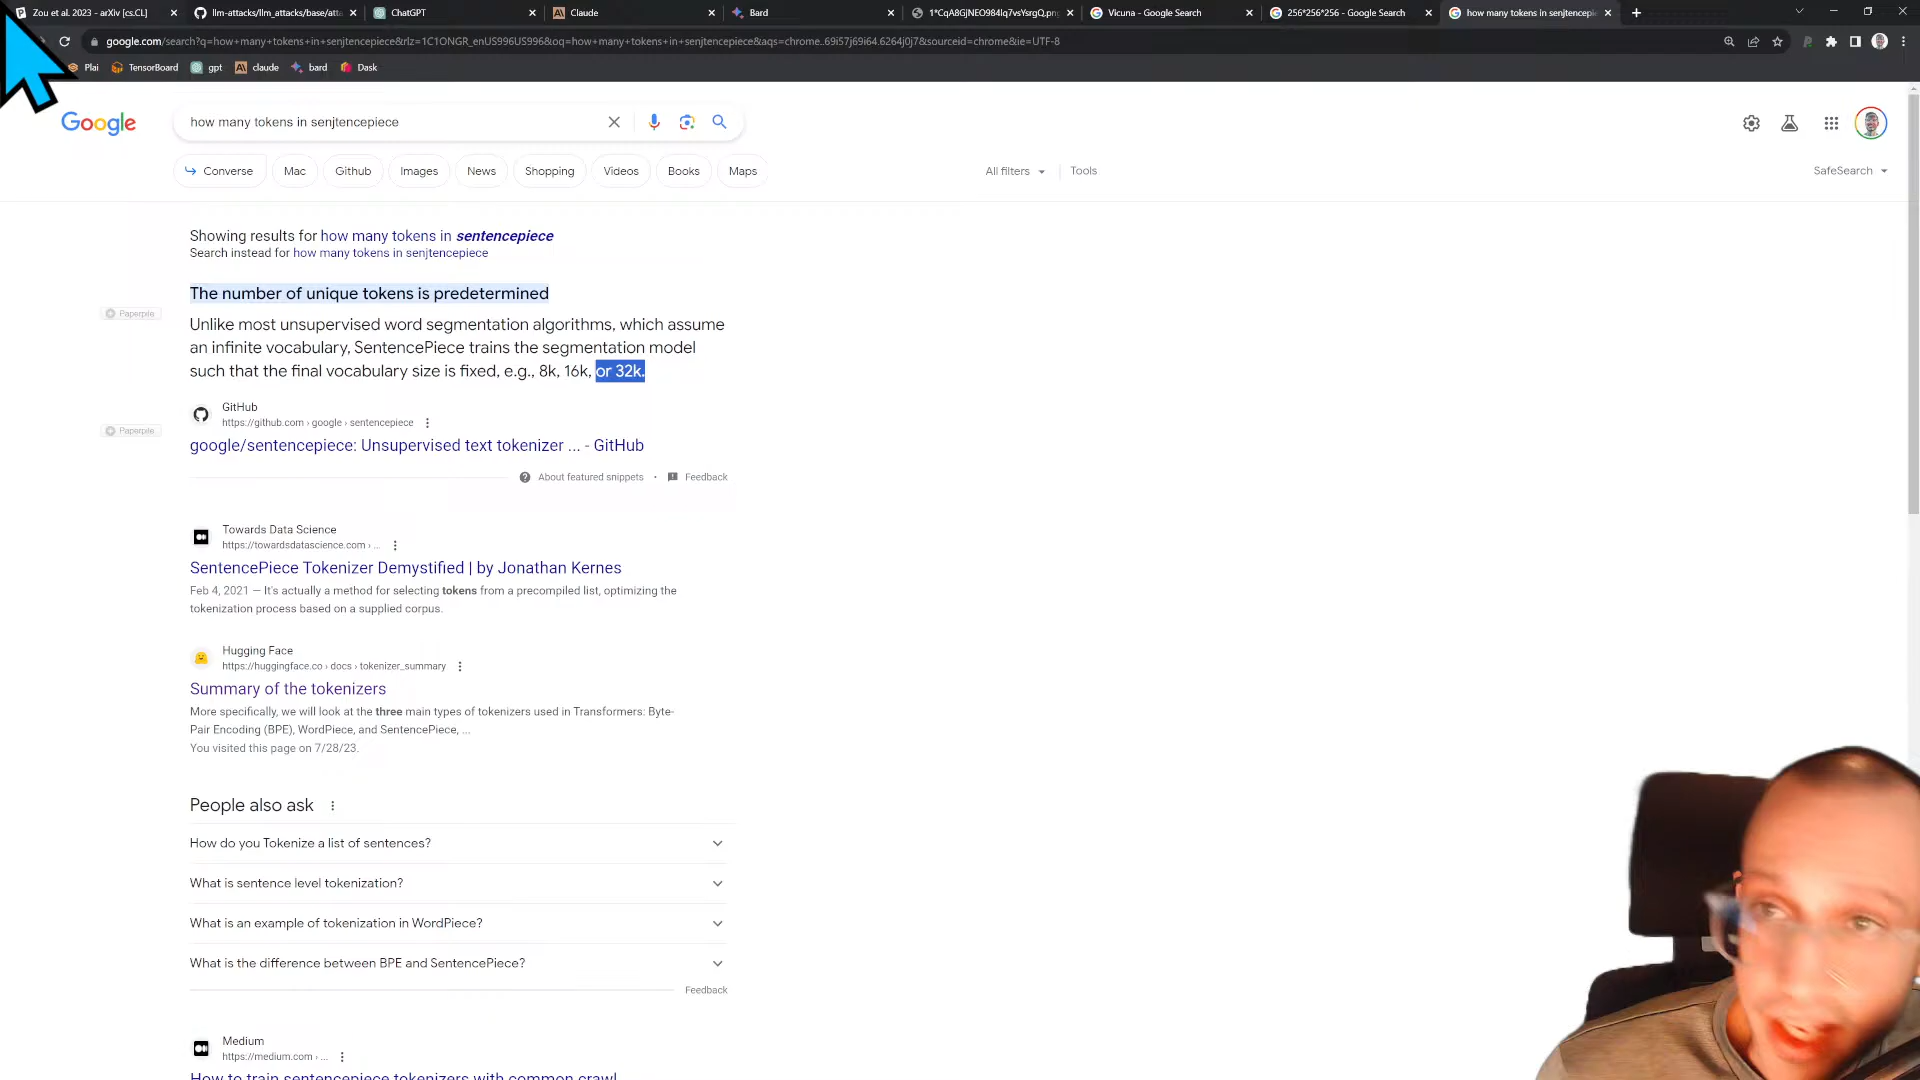 Zou et al. 2023 - arXiv [cs.CL]
llm-attacks/llm_attacks/base/atta
ChatGPT
Claude
Bard
1*CqA8GJNEO984Iq7vsYsrgQ.pn
Vicuna - Google Search
256*256*256 - Google Search
how many tokens in senjtencepie
google.com/search?q=how+many+tokens+in+senjtencepiece&rlz=1C1ONGR_enUS996US996&oq=how+many+tokens+in+senjtencepiece&aqs=chrome..69i57j69i64.6264j0j7&sourceid=chrome&ie=UTF-8
Plai
TensorBoard
gpt
claude
bard
Dask
Google
how many tokens in senjtencepiece
Converse
Mac
Github
Images
News
Shopping
Videos
Books
Maps
All filters
Tools
SafeSearch
Showing results for how many tokens in sentencepiece
Search instead for how many tokens in senjtencepiece
The number of unique tokens is predetermined
Paperpile
Unlike most unsupervised word segmentation algorithms, which assume
an infinite vocabulary, SentencePiece trains the segmentation model
such that the final vocabulary size is fixed, e.g., 8k, 16k, or 32k.
GitHub
https://github.com › google › sentencepiece
Paperpile
google/sentencepiece: Unsupervised text tokenizer ... - GitHub
About featured snippets • Feedback
Towards Data Science
https://towardsdatascience.com › ...
SentencePiece Tokenizer Demystified | by Jonathan Kernes
Feb 4, 2021 — It's actually a method for selecting tokens from a precompiled list, optimizing the
tokenization process based on a supplied corpus.
Hugging Face
https://huggingface.co › docs › tokenizer_summary
Summary of the tokenizers
More specifically, we will look at the three main types of tokenizers used in Transformers: Byte-
Pair Encoding (BPE), WordPiece, and SentencePiece, ...
You visited this page on 7/28/23.
People also ask
How do you Tokenize a list of sentences?
What is sentence level tokenization?
What is an example of tokenization in WordPiece?
What is the difference between BPE and SentencePiece?
Feedback
Medium
https://medium.com › ...
How to train sentencepiece tokenizers with common crawl